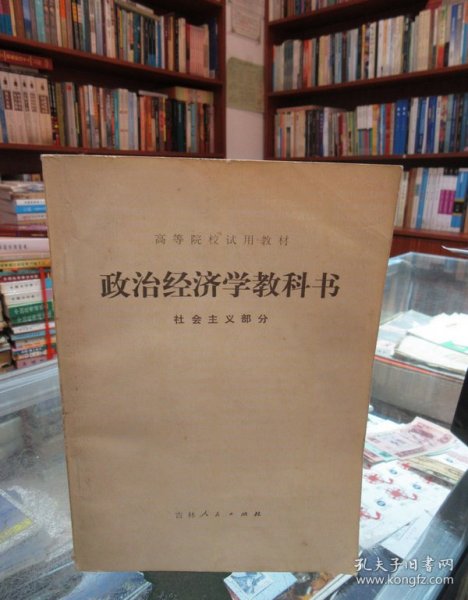 高等院校试用教材
政治经济学教科书
社会主义部分
吉林人民出版社
孔夫子旧书网
www.kongfz.com